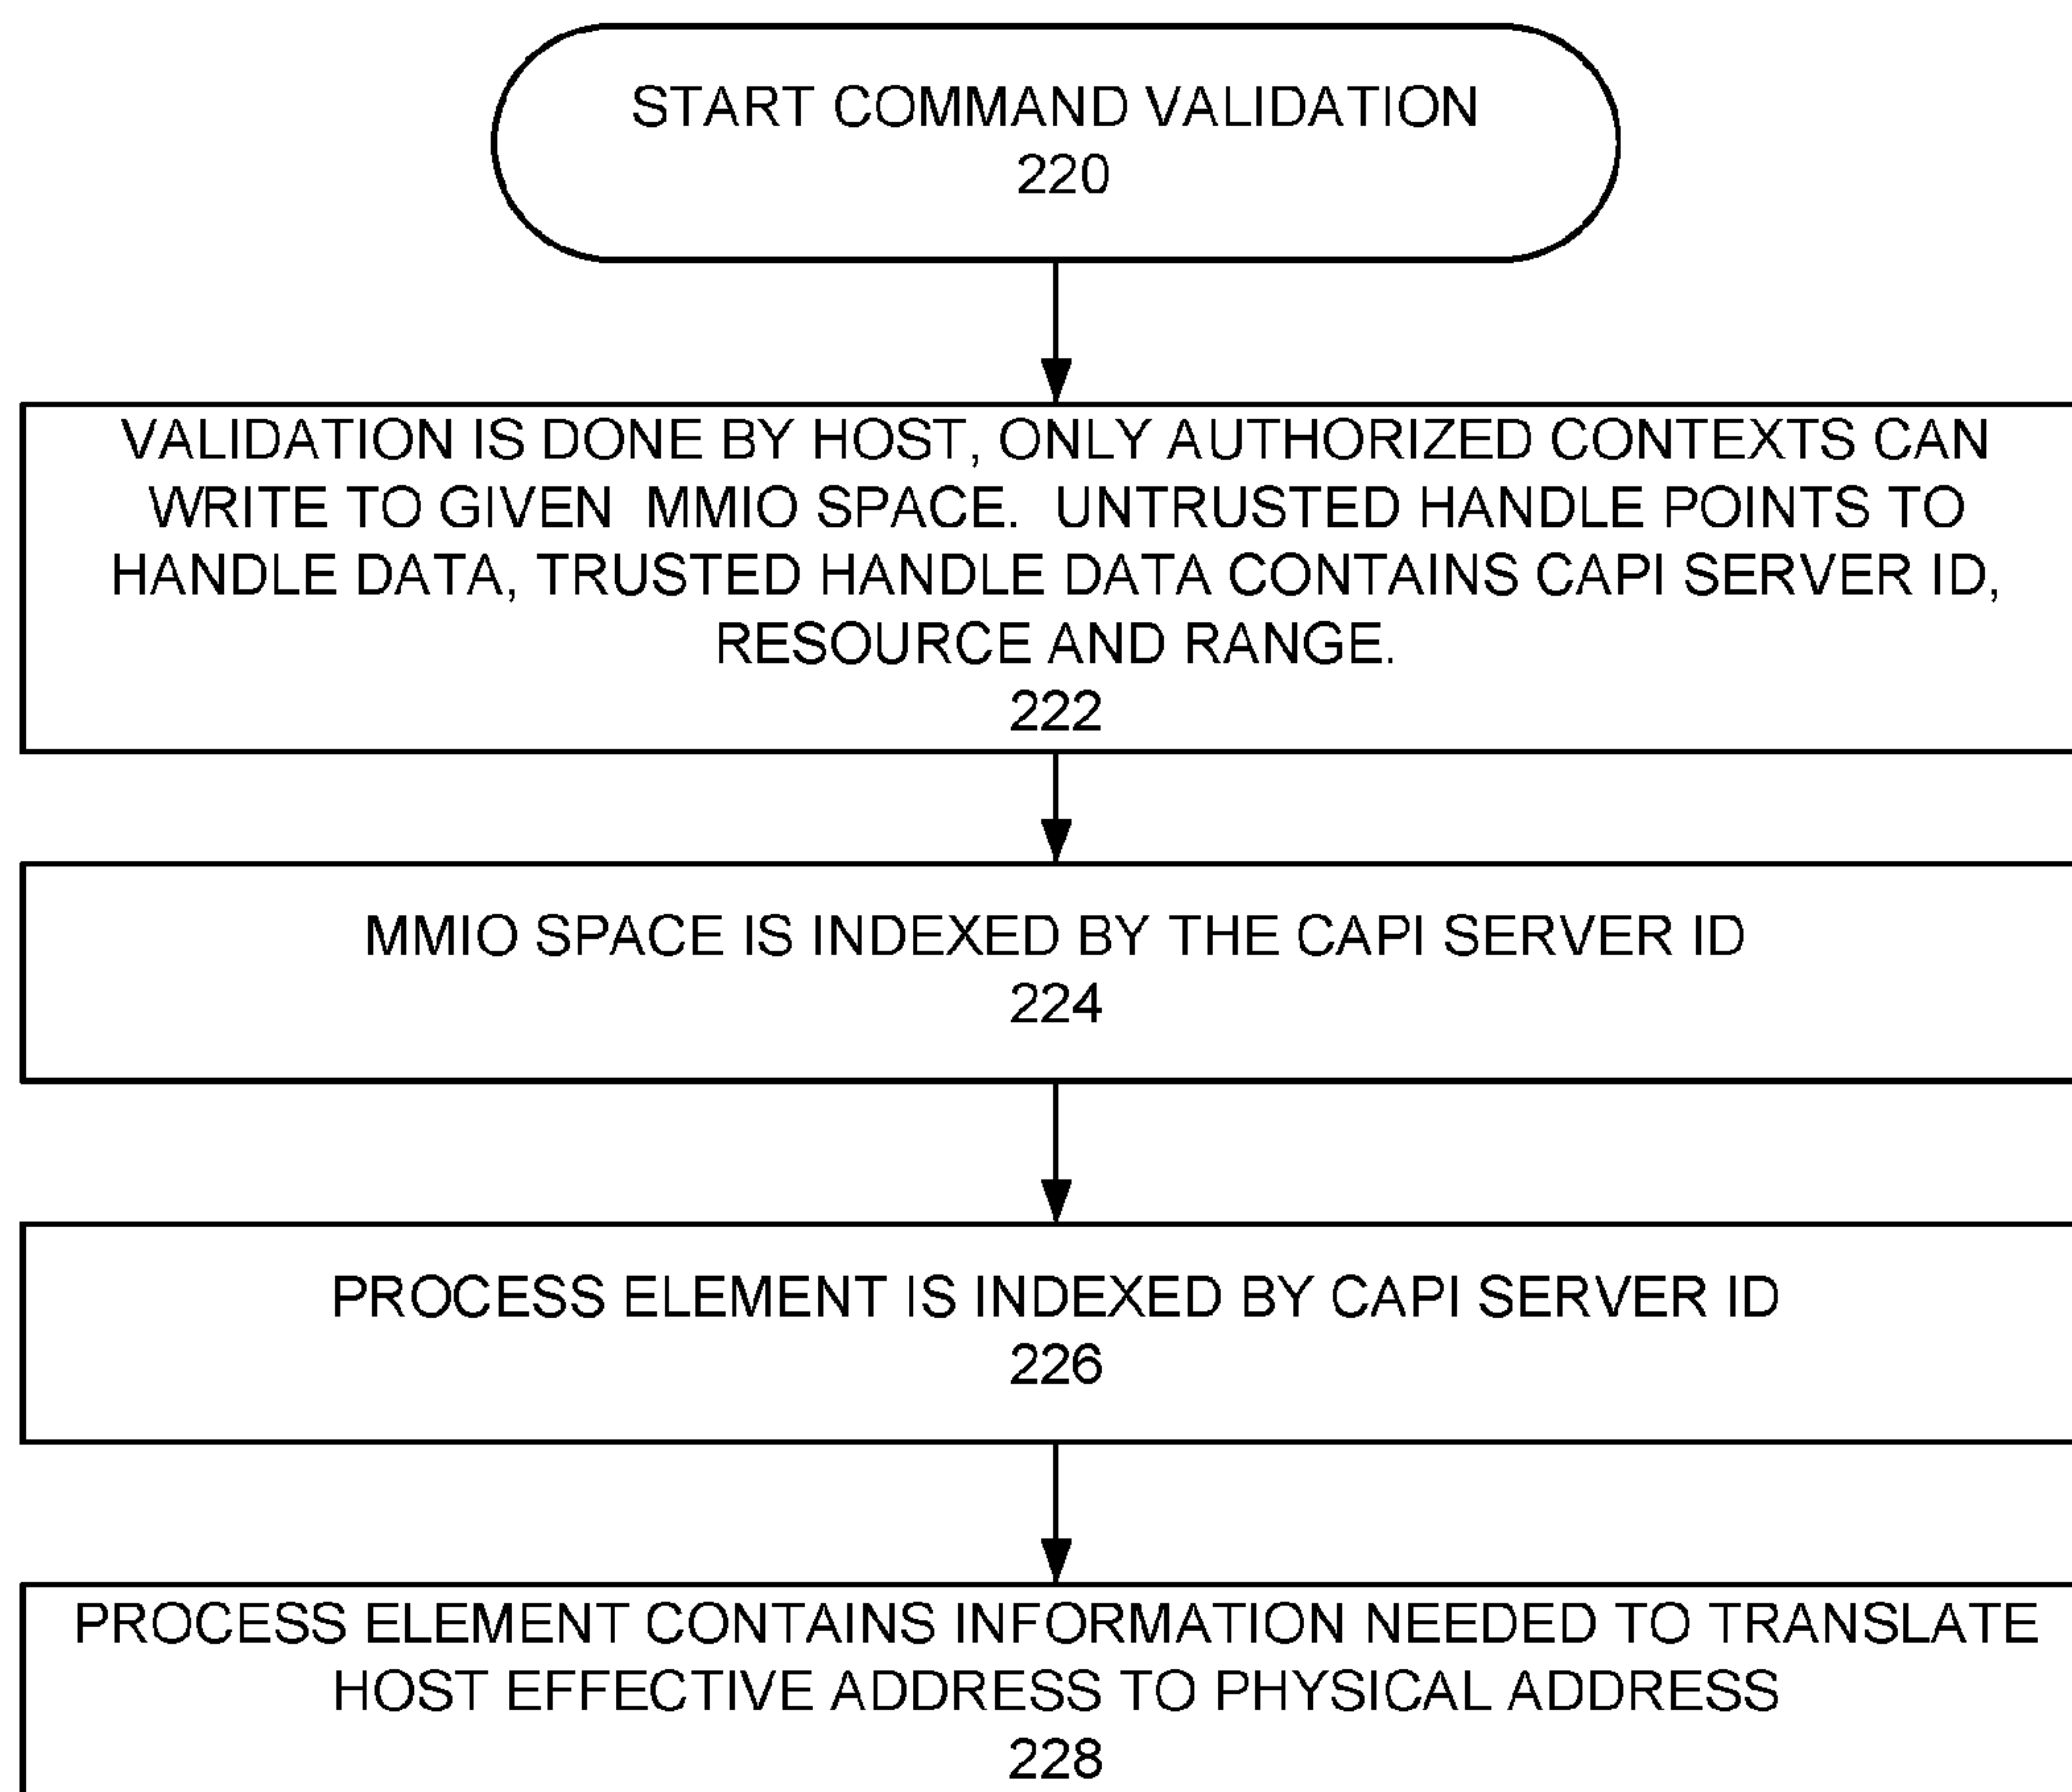 START COMMAND VALIDATION
220
VALIDATION IS DONE BY HOST, ONLY AUTHORIZED CONTEXTS CAN
WRITE TO GIVEN MMIO SPACE. UNTRUSTED HANDLE POINTS TO
HANDLE DATA, TRUSTED HANDLE DATA CONTAINS CAPI SERVER ID,
RESOURCE AND RANGE.
222
MMIO SPACE IS INDEXED BY THE CAPI SERVER ID
224
PROCESS ELEMENT IS INDEXED BY CAPI SERVER ID
226
PROCESS ELEMENT CONTAINS INFORMATION NEEDED TO TRANSLATE
HOST EFFECTIVE ADDRESS TO PHYSICAL ADDRESS
228